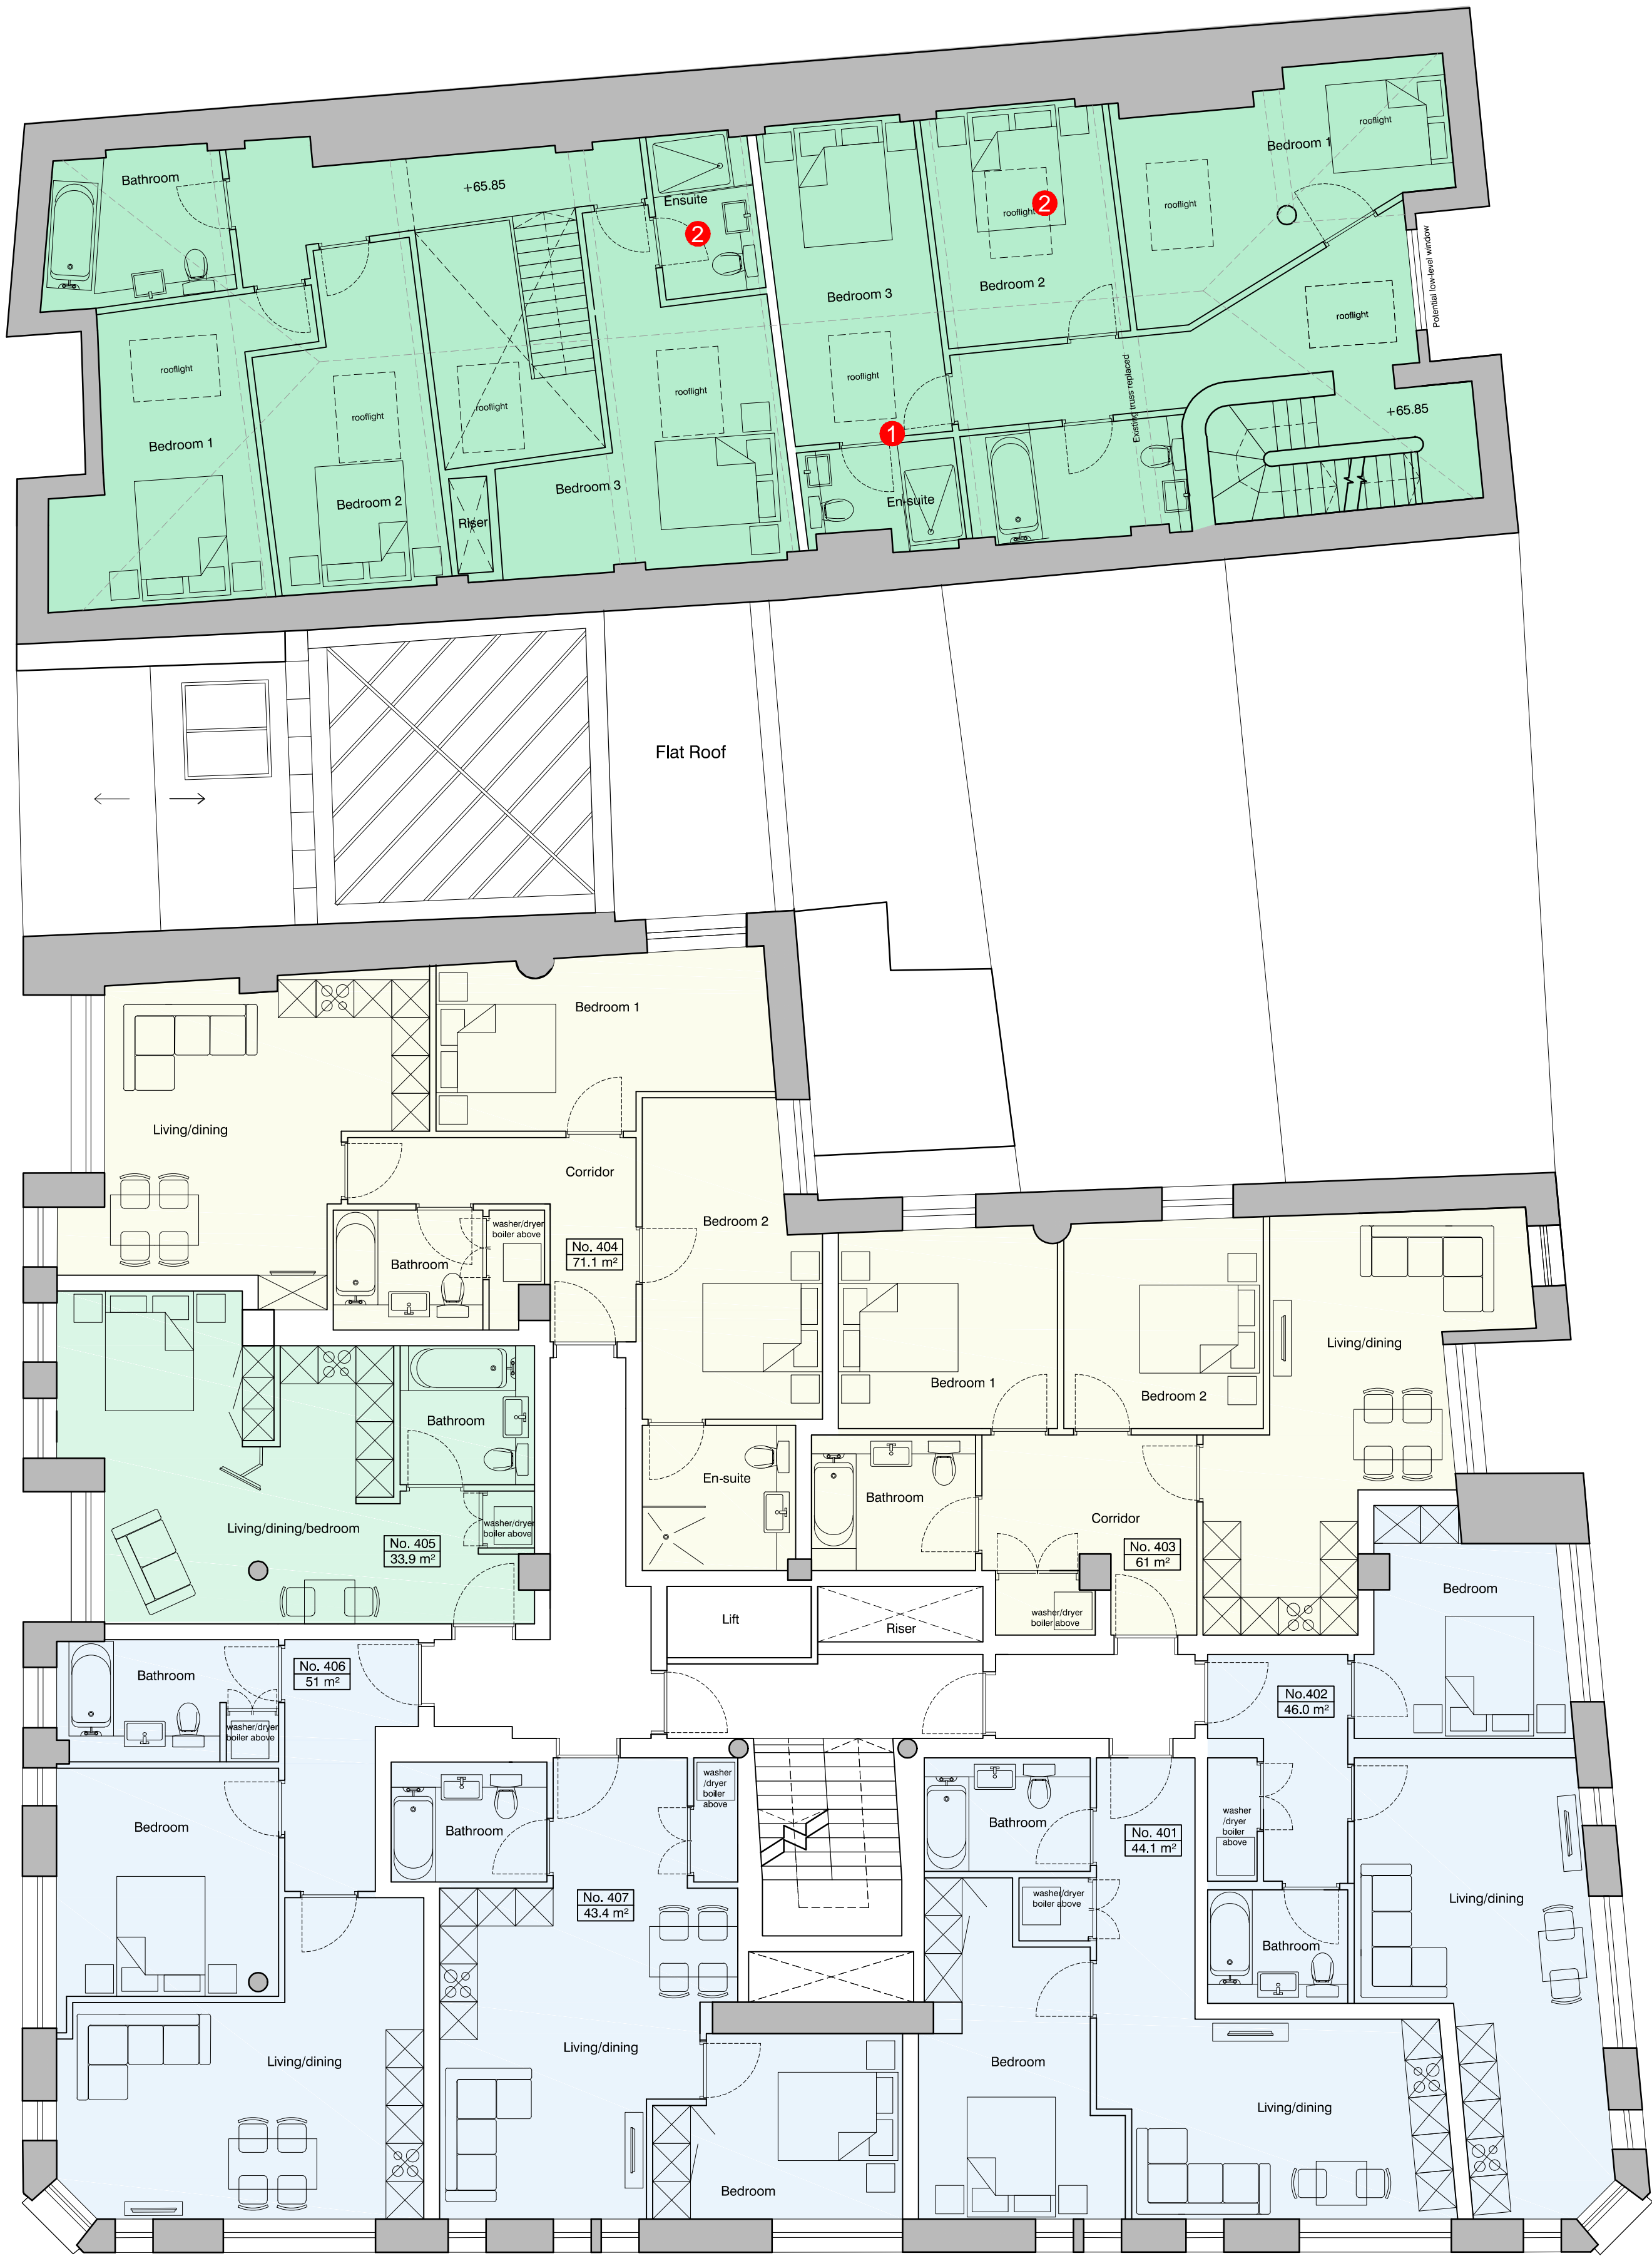 rooflight
Bedroom 1
Bathroom
+65.85
Ensuite
2
2
rooflight
rooflight
Potential low-level window
Bedroom 2
Bedroom 3
rooflight
rooflight
rooflight
rooflight
rooflight
rooflight
Existing truss replaced
+65.85
1
Bedroom 1
Bedroom 3
Bedroom 2
En-suite
Riser
Flat Roof
Bedroom 1
Living/dining
Corridor
Bedroom 2
washer/dryer
boiler above
No. 404
71.1 m²
Bathroom
Living/dining
Bedroom 1
Bedroom 2
Bathroom
En-suite
Bathroom
Living/dining/bedroom
washer/dryer
boiler above
No. 405
33.9 m²
Corridor
No. 403
61 m²
Bedroom
Lift
Riser
washer/dryer
boiler above
Bathroom
No. 406
51 m²
washer/dryer
boiler above
No.402
46.0 m²
washer
/dryer
boiler
above
Bedroom
Bathroom
Bathroom
No. 401
44.1 m²
washer
/dryer
boiler
above
No. 407
43.4 m²
washer/dryer
boiler above
Living/dining
Bathroom
Living/dining
Living/dining
Bedroom
Living/dining
Bedroom